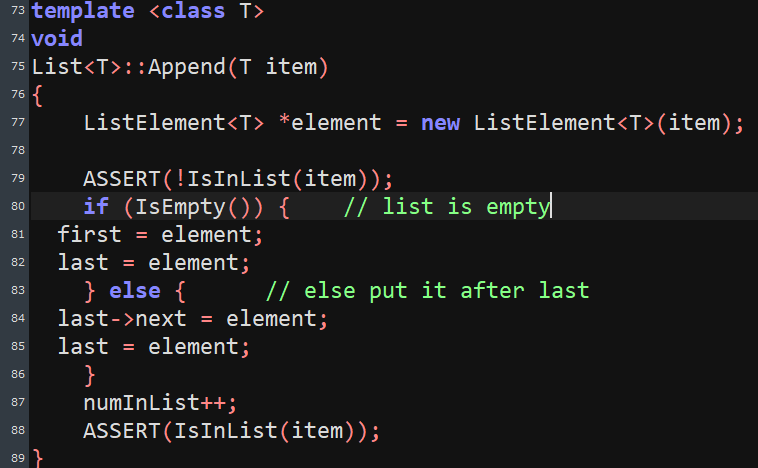 73 template <class T>
74 void
75 List<T>::Append(T item)
76 {
77     ListElement<T> *element = new ListElement<T>(item);
78
79     ASSERT(!IsInList(item));
80     if (IsEmpty()) {    // list is empty
81   first = element;
82   last = element;
83     } else {      // else put it after last
84   last->next = element;
85   last = element;
86     }
87     numInList++;
88     ASSERT(IsInList(item));
89 }